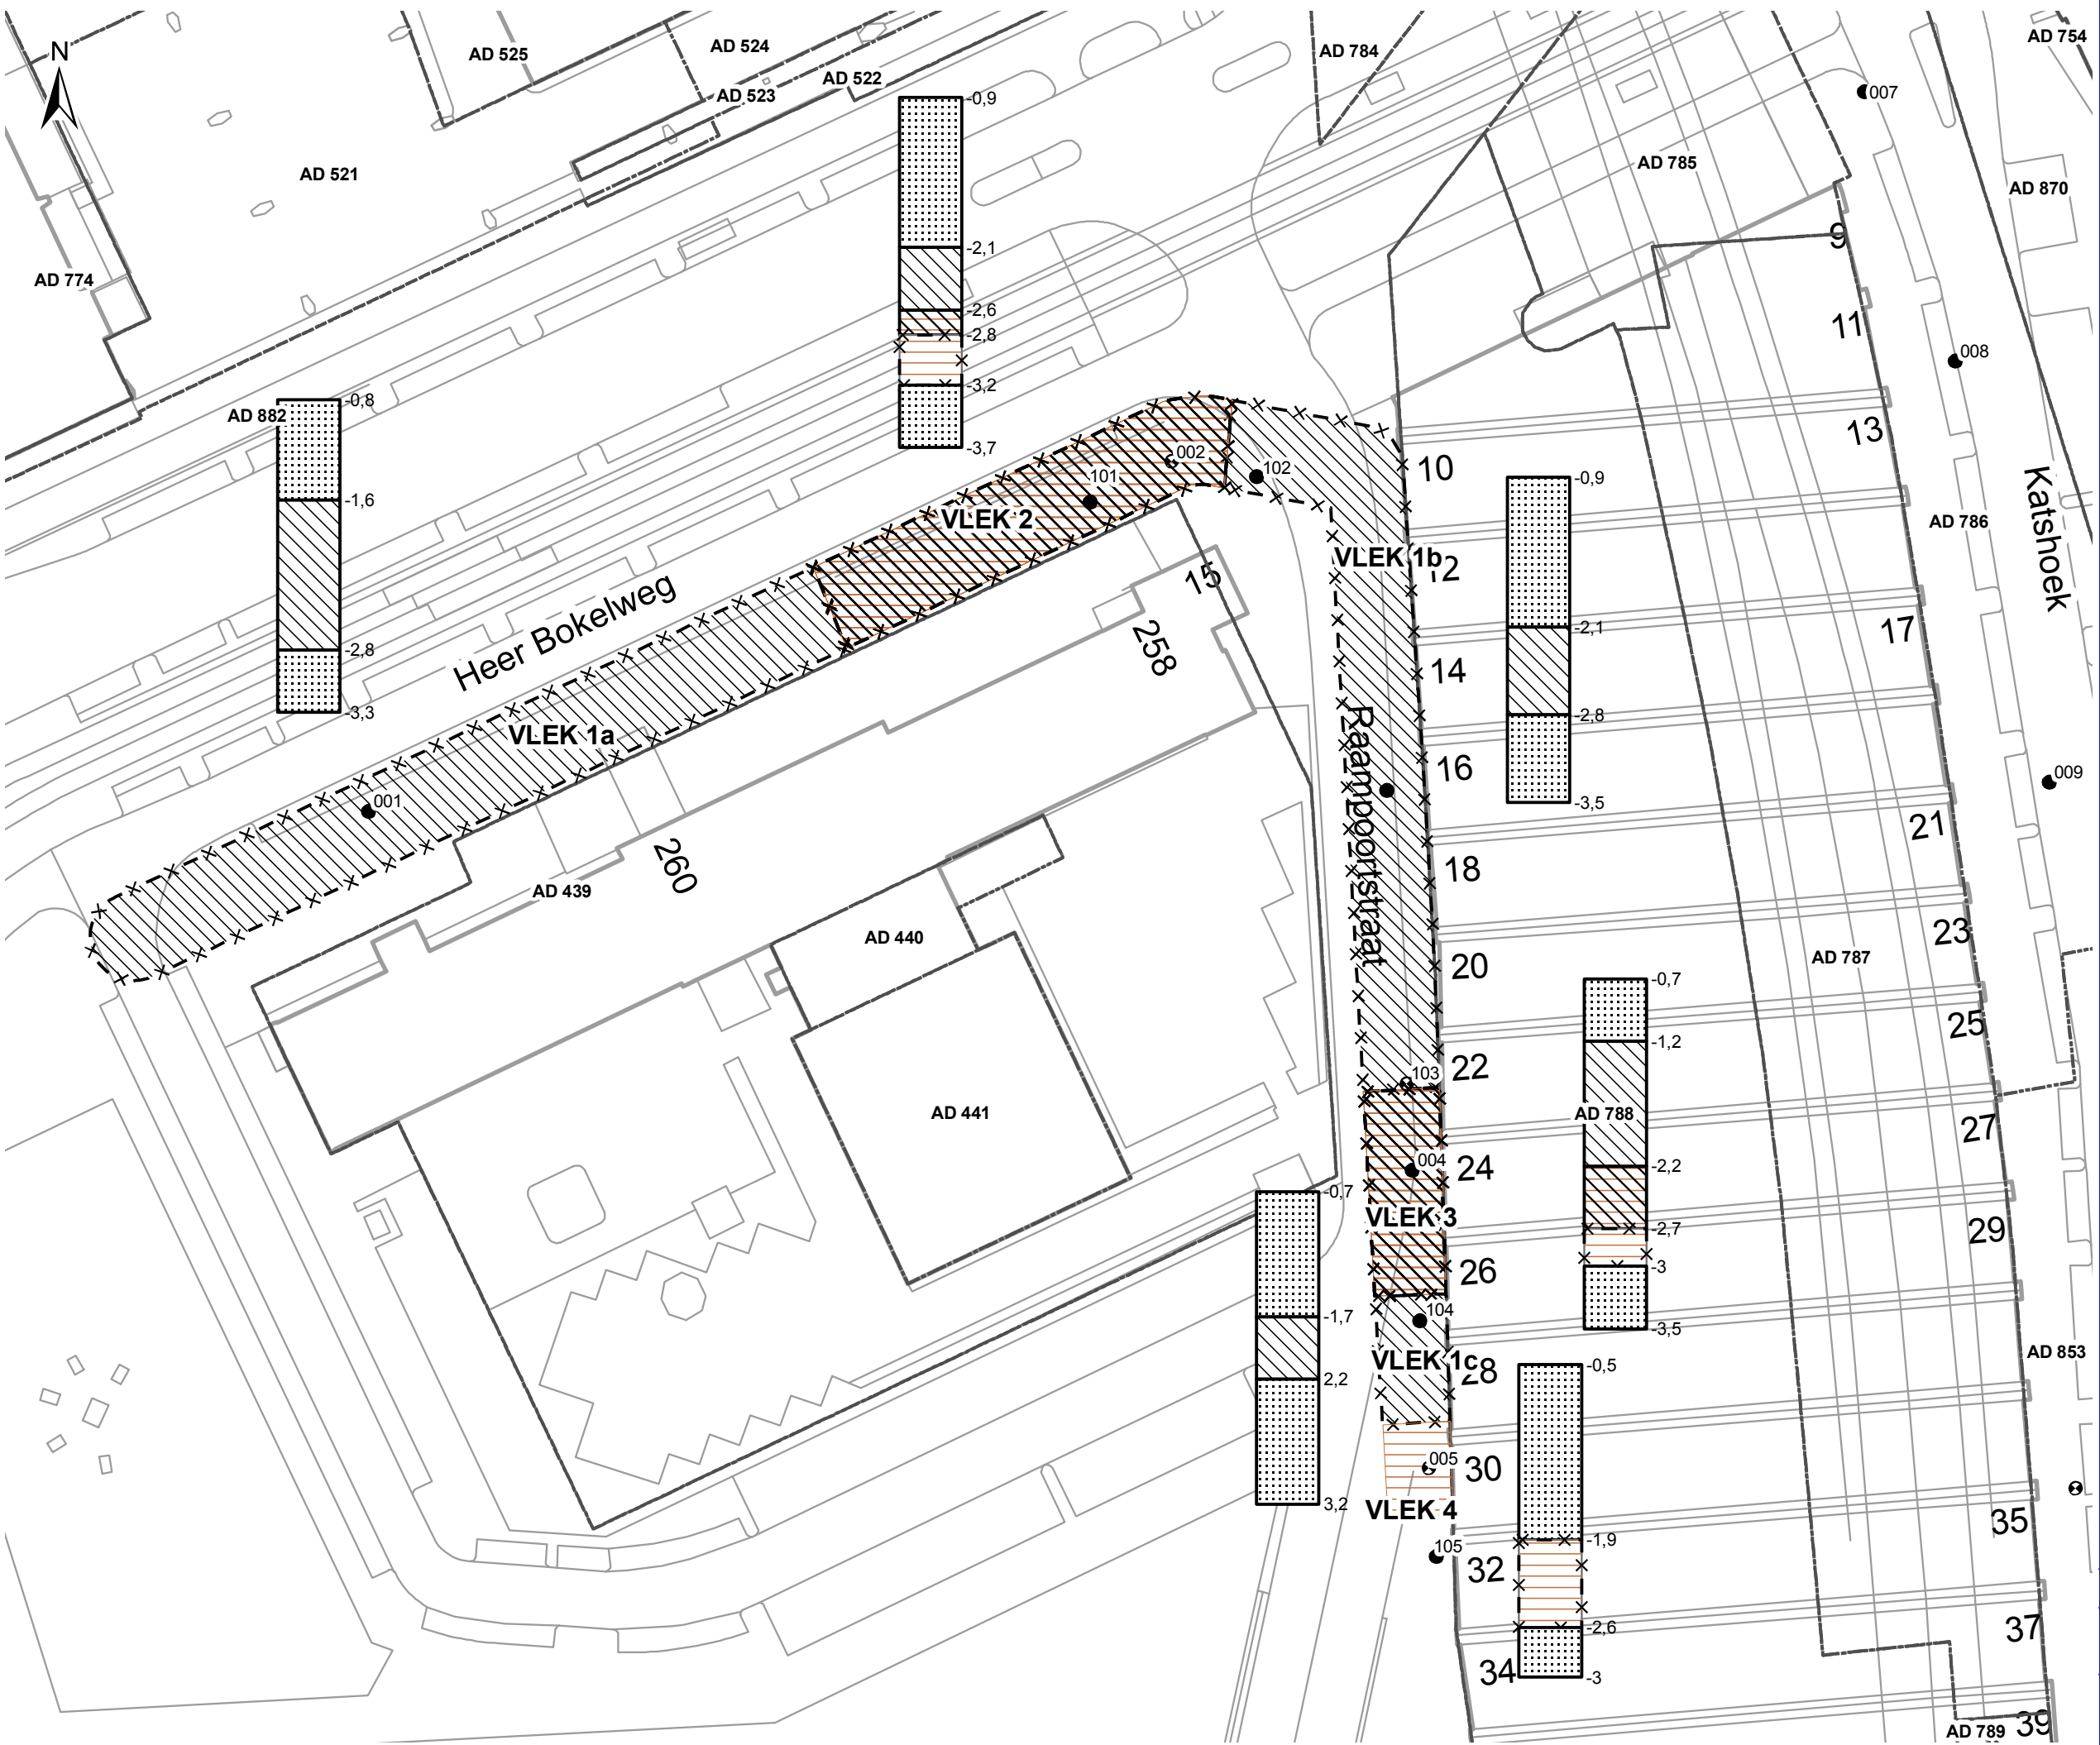 N
AD 525
AD 524
AD 522
AD 523
AD 521
AD 774
AD 882
AD 784
AD 785
AD 754
AD 870
007
008
009
-0,9
-2,1
-2,6
-2,8
-3,2
-3,7
-0,8
-1,6
-2,8
-3,3
9
11
13
17
21
23
25
27
29
35
37
39
Katshoek
AD 786
AD 787
AD 788
AD 853
AD 789
002
101
102
VLEK 2
VLEK 1b
VLEK 1a
001
Heer Bokelweg
15
258
260
AD 439
AD 440
AD 441
Raampoortstraat
10
12
14
16
18
20
22
24
26
28
30
32
34
-0,9
-2,1
-2,8
-3,5
-0,7
-1,2
-2,2
-2,7
-3
-3,5
103
004
VLEK 3
104
VLEK 1c
005
VLEK 4
105
-0,7
-1,7
2,2
3,2
-0,5
-1,9
-2,6
-3